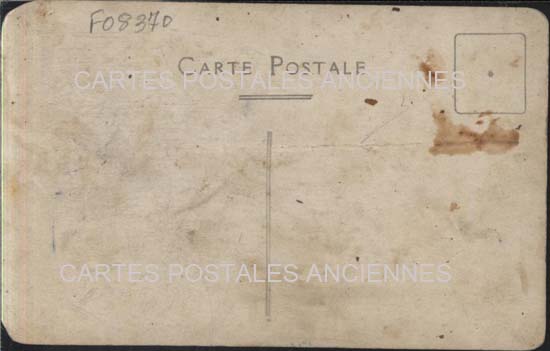 F08370
CARTE POSTALE
CARTES POSTALES ANCIENNES
CARTES POSTALES ANCIENNES